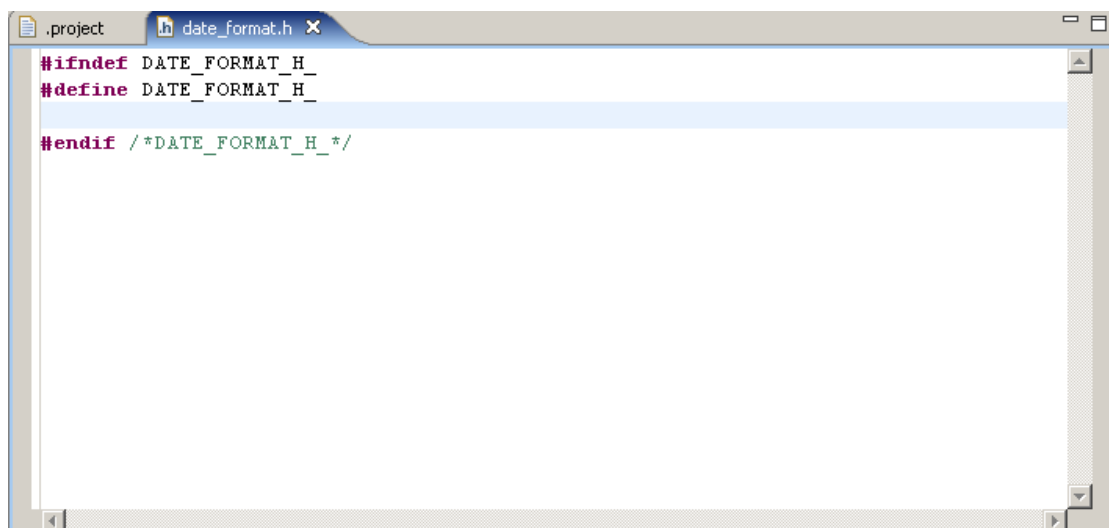 .project date_format.h
#ifndef DATE_FORMAT_H_
#define DATE_FORMAT_H_
#endif /*DATE_FORMAT_H_*/